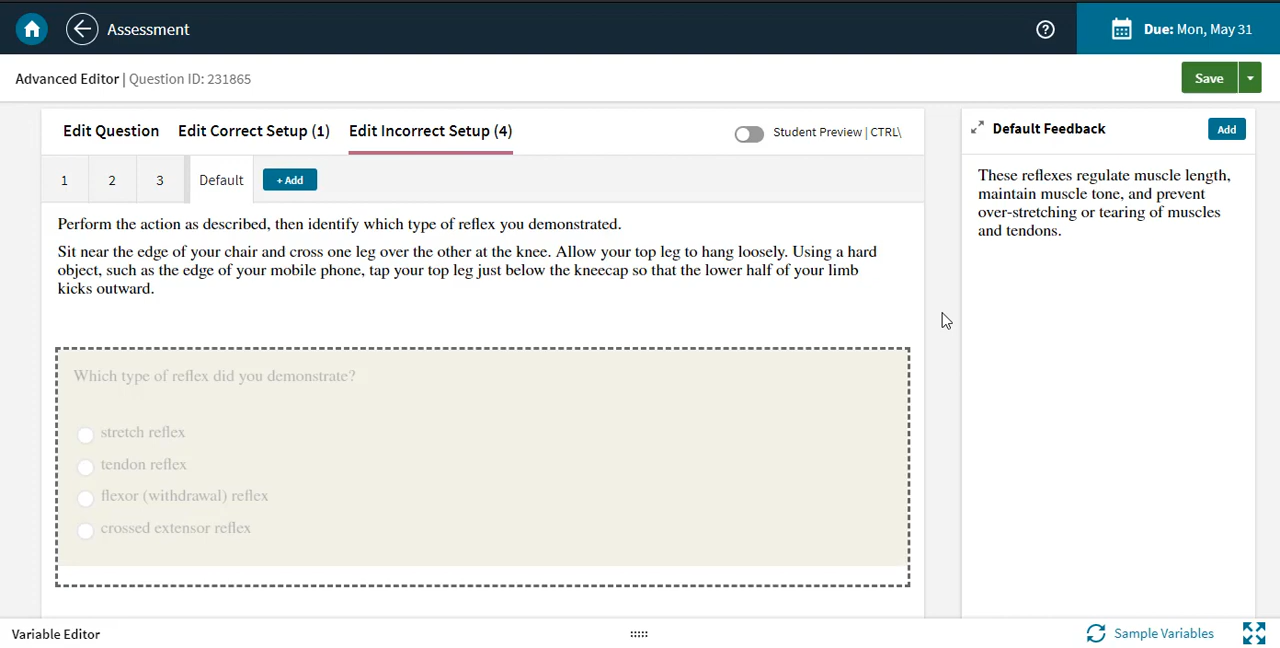 Assessment
Due: Mon, May 31
Advanced Editor | Question ID: 231865
Save
Edit Question
Edit Correct Setup (1)
Edit Incorrect Setup (4)
Student Preview | CTRL\
1
2
3
Default
+ Add
Perform the action as described, then identify which type of reflex you demonstrated.
Sit near the edge of your chair and cross one leg over the other at the knee. Allow your top leg to hang loosely. Using a hard
object, such as the edge of your mobile phone, tap your top leg just below the kneecap so that the lower half of your limb
kicks outward.
Which type of reflex did you demonstrate?
stretch reflex
tendon reflex
flexor (withdrawal) reflex
crossed extensor reflex
Default Feedback
Add
These reflexes regulate muscle length,
maintain muscle tone, and prevent
over-stretching or tearing of muscles
and tendons.
Variable Editor
Sample Variables